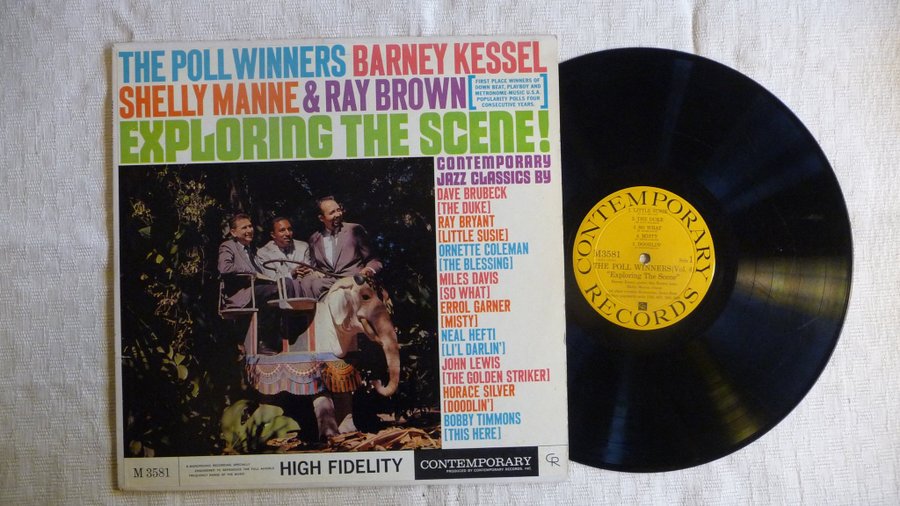 THE POLL WINNERS BARNEY KESSEL
SHELLY MANNE & RAY BROWN
[FIRST PLACE WINNERS OF
DOWN BEAT, PLAYBOY AND
METRONOME-MUSIC U.S.A.
POPULARITY POLLS FOUR
CONSECUTIVE YEARS.]
EXPLORING THE SCENE!
CONTEMPORARY
JAZZ CLASSICS BY
DAVE BRUBECK
[THE DUKE]
RAY BRYANT
[LITTLE SUSIE]
ORNETTE COLEMAN
[THE BLESSING]
MILES DAVIS
[SO WHAT]
ERROL GARNER
[MISTY]
NEAL HEFTI
[LI'L DARLIN']
JOHN LEWIS
[THE GOLDEN STRIKER]
HORACE SILVER
[DOODLIN']
BOBBY TIMMONS
[THIS HERE]
M 3581
HIGH FIDELITY
CONTEMPORARY
PRODUCED BY CONTEMPORARY RECORDS, INC.
CR
CONTEMPORARY
1. LITTLE SUSIE
2. THE DUKE
3. SO WHAT
4. MISTY
5. DOODLIN'
M3581
Side 1
THE POLL WINNERS Vol. 4
"Exploring The Scene"
RECORDS